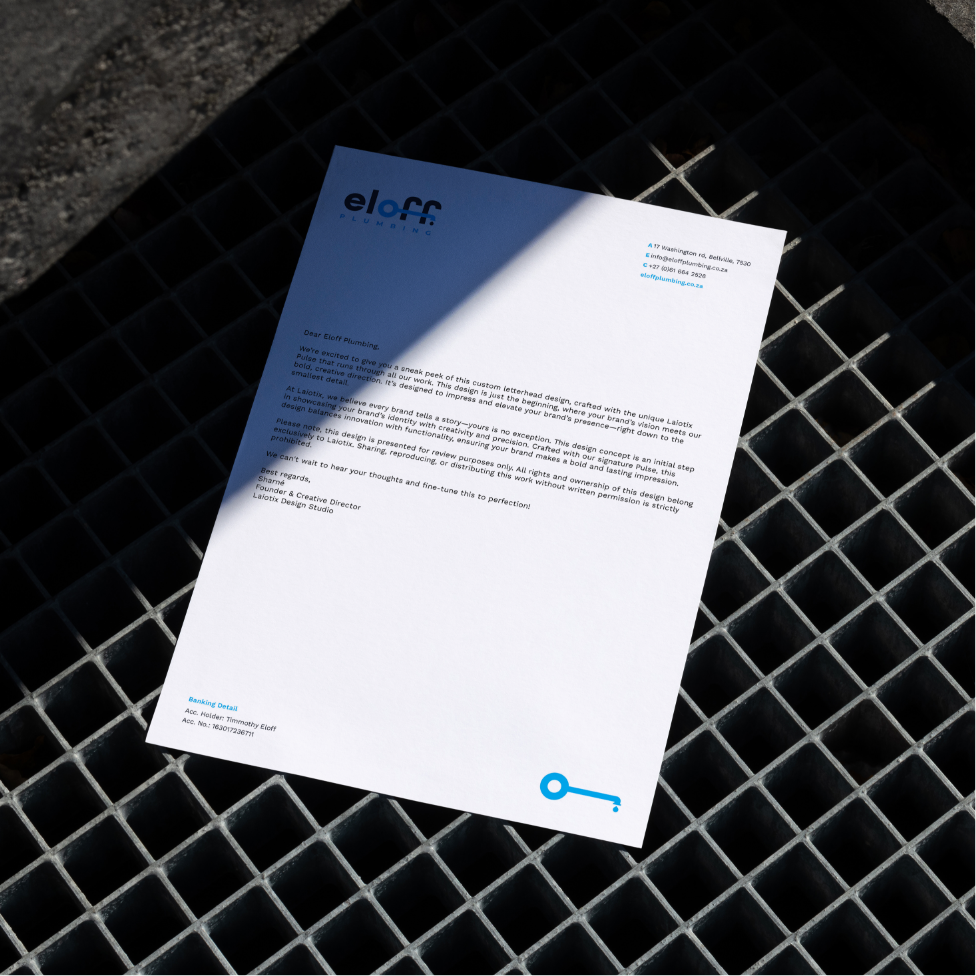 eloff
PLUMBING
A 17 Washington rd, Bellville, 7530
E info@eloffplumbing.co.za
C +27 (0)61 664 2626
eloffplumbing.co.za
Dear Eloff Plumbing,
We're excited to give you a sneak peek of this custom letterhead design, crafted with the unique Laiotix
Pulse that runs through all our work. This design is just the beginning, where your brand's vision meets our
bold, creative direction. It's designed to impress and elevate your brand's presence—right down to the
smallest detail.
At Laiotix, we believe every brand tells a story—yours is no exception. This design concept is an initial step
in showcasing your brand's identity with creativity and precision. Crafted with our signature Pulse, this
design balances innovation with functionality, ensuring your brand makes a bold and lasting impression.
Please note, this design is presented for review purposes only. All rights and ownership of this design belong
exclusively to Laiotix. Sharing, reproducing, or distributing this work without written permission is strictly
prohibited.
We can't wait to hear your thoughts and fine-tune this to perfection!
Best regards,
Sharné
Founder & Creative Director
Laiotix Design Studio
Banking Detail
Acc. Holder: Timmothy Eloff
Acc. No.: 163017236711